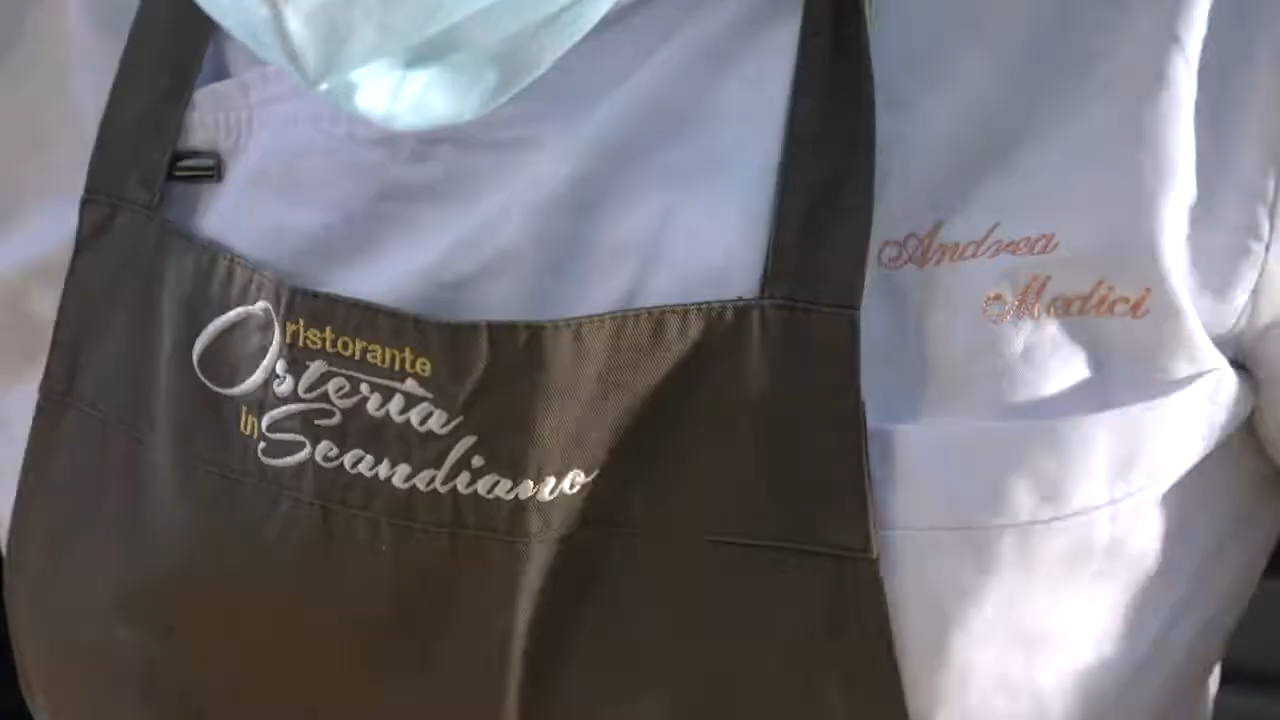 ristorante
Osteria
in Scandiano
Andrea
Medici